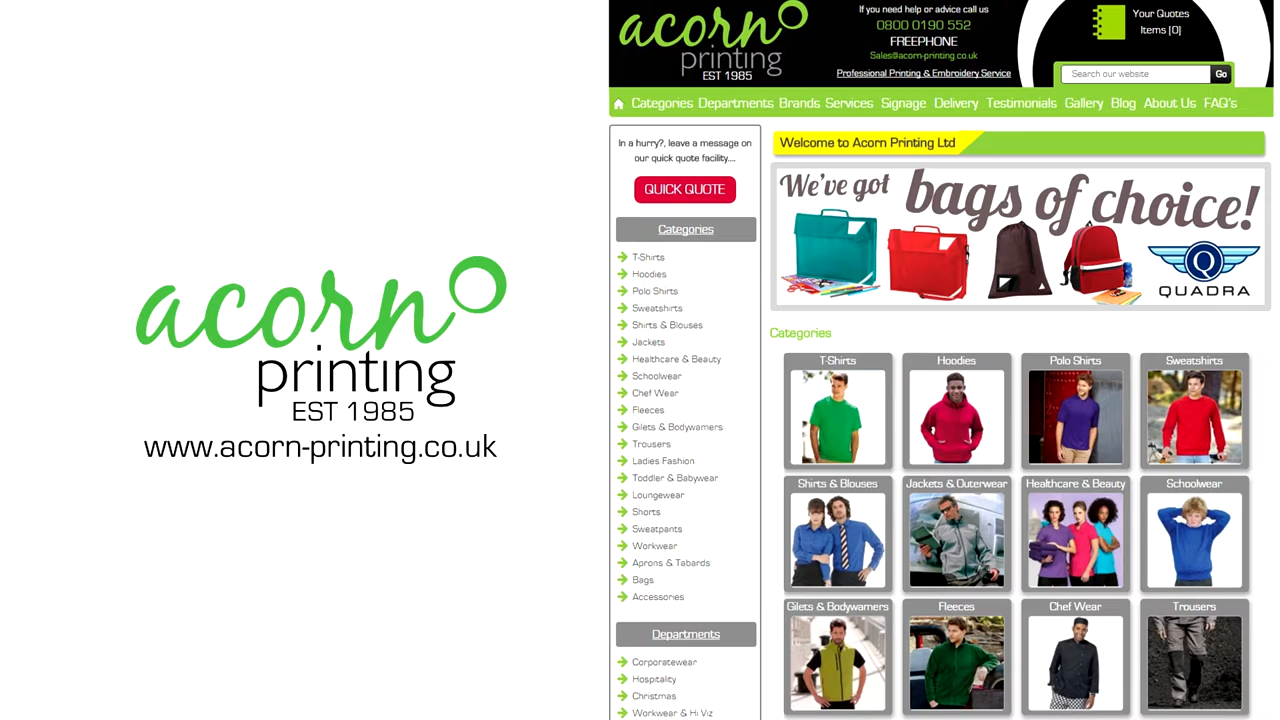 acorn
printing
EST 1985
www.acorn-printing.co.uk
acorn
printing
EST 1985
If you need help or advice call us
0800 0190 552
FREEPHONE
Sales@acorn-printing.co.uk
Professional Printing & Embroidery Service
Your Quotes
Items [0]
Search our website
Go
Categories Departments Brands Services Signage Delivery Testimonials Gallery Blog About Us FAQ's
In a hurry?, leave a message on
our quick quote facility....
QUICK QUOTE
Categories
T-Shirts
Hoodies
Polo Shirts
Sweatshirts
Shirts & Blouses
Jackets
Healthcare & Beauty
Schoolwear
Chef Wear
Fleeces
Gilets & Bodywamers
Trousers
Ladies Fashion
Toddler & Babywear
Loungewear
Shorts
Sweatpants
Workwear
Aprons & Tabards
Bags
Accessories
Departments
Corporatewear
Hospitality
Christmas
Workwear & Hi Viz
Welcome to Acorn Printing Ltd
We've got bags of choice!
Q
QUADRA
Categories
T-Shirts Hoodies Polo Shirts Sweatshirts
Shirts & Blouses Jackets & Outerwear Healthcare & Beauty Schoolwear
Gilets & Bodywamers Fleeces Chef Wear Trousers